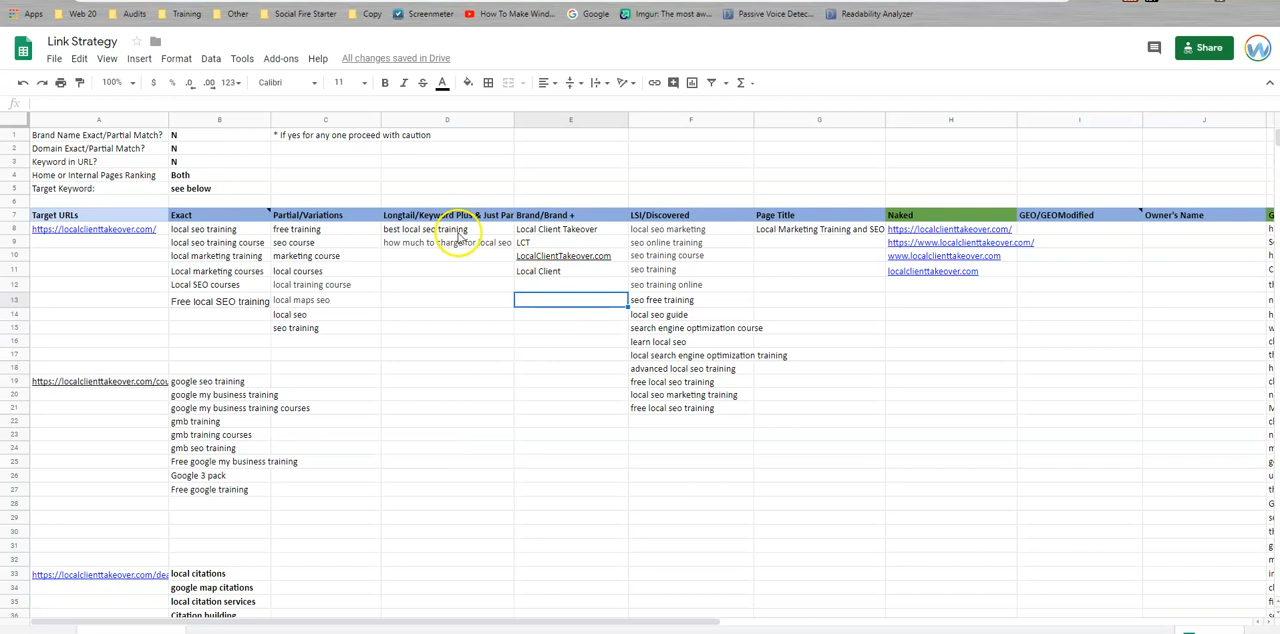 Apps Web 20 Audits Training Other Social Fire Starter Copy Screenmeter How To Make Wind... Google Imgur: The most aw... Passive Voice Detec... Readability Analyzer
Link Strategy
File Edit View Insert Format Data Tools Add-ons Help All changes saved in Drive
Share
100% $ % .0 .00 123 Calibri 11 B I S A
fx
A B C D E F G H I J
1 Brand Name Exact/Partial Match? N * If yes for any one proceed with caution
2 Domain Exact/Partial Match? N
3 Keyword in URL? N
4 Home or Internal Pages Ranking Both
5 Target Keyword: see below
6
7 Target URLs Exact Partial/Variations Longtail/Keyword Plus & Just Par Brand/Brand + LSI/Discovered Page Title Naked GEO/GEOModified Owner's Name G
8 https://localclienttakeover.com/ local seo training free training best local seo training Local Client Takeover local seo marketing Local Marketing Training and SEO https://localclienttakeover.com/
9 local seo training course seo course how much to charge for local seo LCT seo online training https://www.localclienttakeover.com/
10 local marketing training marketing course LocalClientTakeover.com seo training course www.localclienttakeover.com
11 Local marketing courses local courses Local Client seo training localclienttakeover.com
12 Local SEO courses local training course seo training online
13 Free local SEO training local maps seo seo free training
14 local seo local seo guide
15 seo training search engine optimization course
16 learn local seo
17 local search engine optimization training
18 advanced local seo training
19 https://localclienttakeover.com/cou google seo training free local seo training
20 google my business training local seo marketing training
21 google my business training courses free local seo training
22 gmb training
23 gmb training courses
24 gmb seo training
25 Free google my business training
26 Google 3 pack
27 Free google training
28
29
30
31
32
33 https://localclienttakeover.com/dea local citations
34 google map citations
35 local citation services
36 Citation building